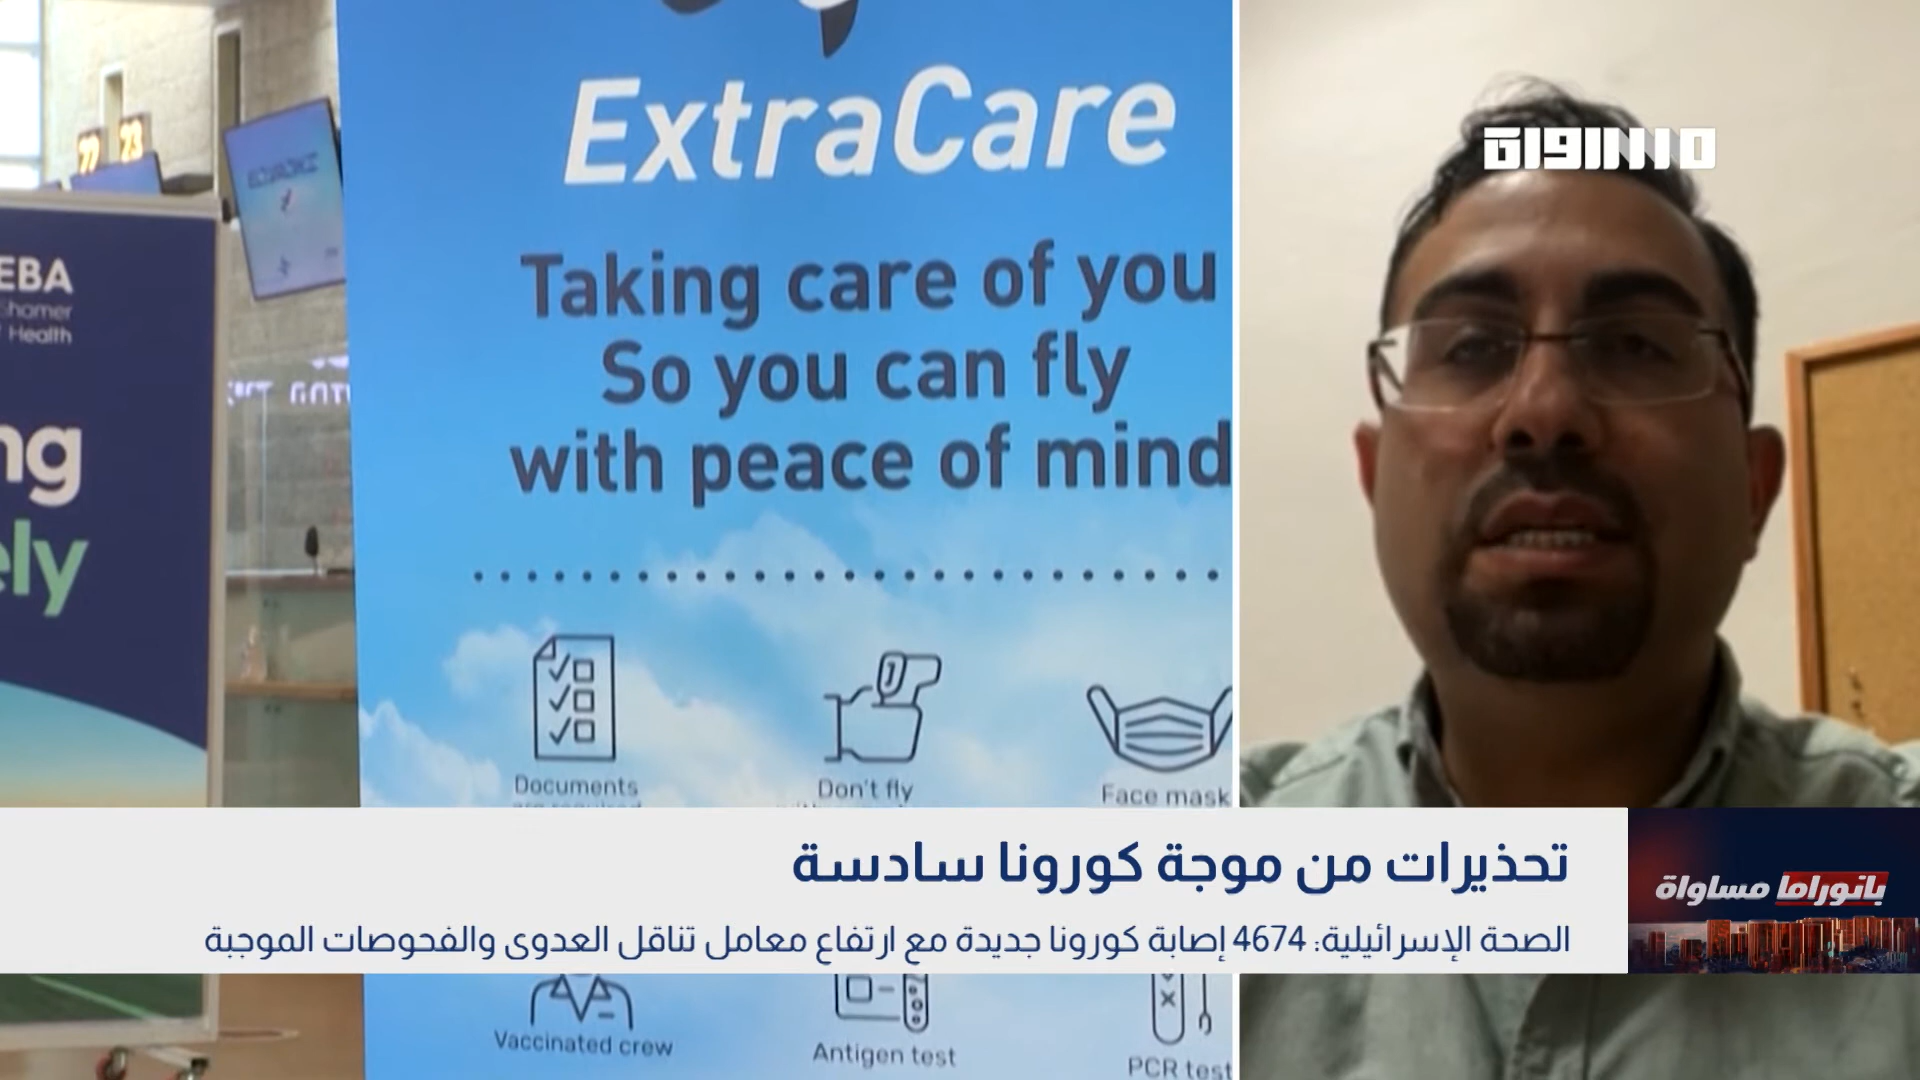 مساواة
ExtraCare
Taking care of you
So you can fly
with peace of mind
EBA
Health
ng
ely
23
Documents
Don't fly
Face mask
تحذيرات من موجة كورونا سادسة
الصحة الإسرائيلية: 4674 إصابة كورونا جديدة مع ارتفاع معامل تناقل العدوى والفحوصات الموجبة
بانوراما مساواة
Vaccinated crew
Antigen test
PCR test